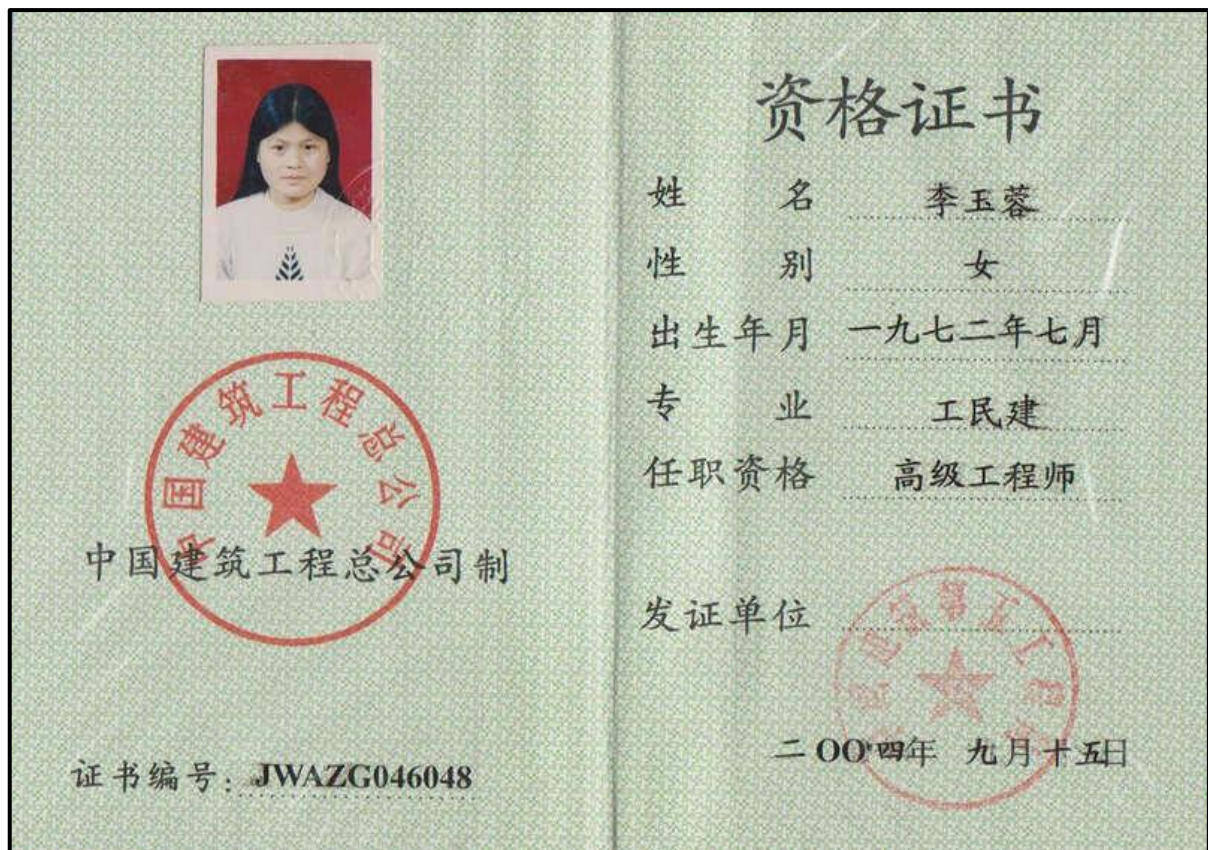 中国建筑工程总公司
中国建筑工程总公司制
证书编号：JWAZG046048
资格证书
姓名 李玉蓉
性别 女
出生年月 一九七二年七月
专业 工民建
任职资格 高级工程师
发证单位
二〇〇四年 九月十五日